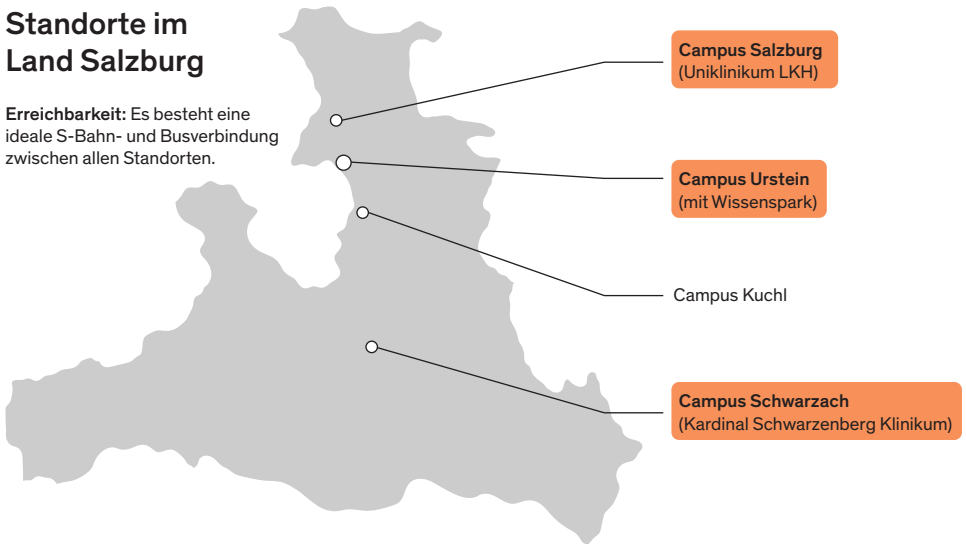 Standorte im
Land Salzburg
Erreichbarkeit: Es besteht eine
ideale S-Bahn- und Busverbindung
zwischen allen Standorten.
Campus Salzburg
(Uniklinikum LKH)
Campus Urstein
(mit Wissenspark)
Campus Kuchl
Campus Schwarzach
(Kardinal Schwarzenberg Klinikum)